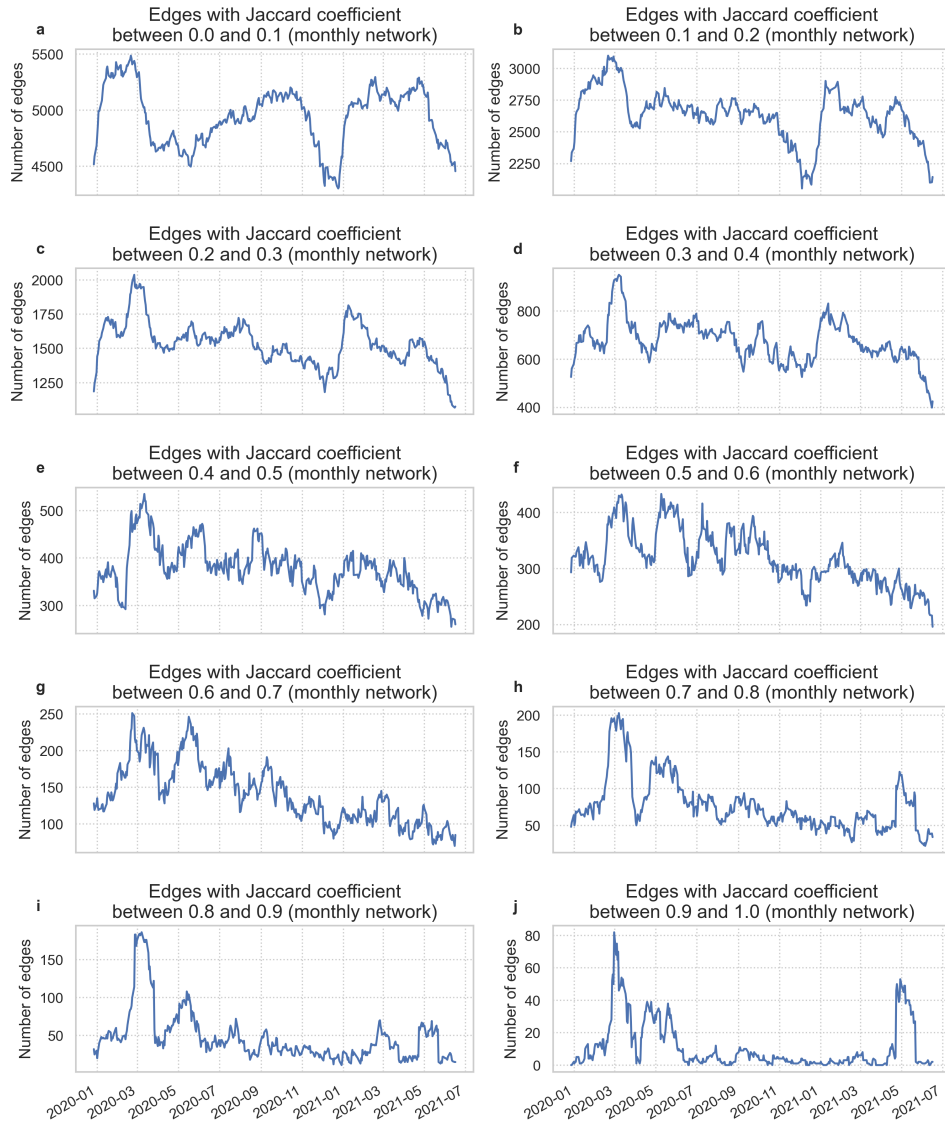 a
Edges with Jaccard coefficient
between 0.0 and 0.1 (monthly network)
Number of edges
5500
5000
4500
b
Edges with Jaccard coefficient
between 0.1 and 0.2 (monthly network)
Number of edges
3000
2750
2500
2250
c
Edges with Jaccard coefficient
between 0.2 and 0.3 (monthly network)
Number of edges
2000
1750
1500
1250
d
Edges with Jaccard coefficient
between 0.3 and 0.4 (monthly network)
Number of edges
800
600
400
e
Edges with Jaccard coefficient
between 0.4 and 0.5 (monthly network)
Number of edges
500
400
300
f
Edges with Jaccard coefficient
between 0.5 and 0.6 (monthly network)
Number of edges
400
300
200
g
Edges with Jaccard coefficient
between 0.6 and 0.7 (monthly network)
Number of edges
250
200
150
100
h
Edges with Jaccard coefficient
between 0.7 and 0.8 (monthly network)
Number of edges
200
150
100
50
i
Edges with Jaccard coefficient
between 0.8 and 0.9 (monthly network)
Number of edges
150
100
50
2020-01
2020-03
2020-05
2020-07
2020-09
2020-11
2021-01
2021-03
2021-05
2021-07
j
Edges with Jaccard coefficient
between 0.9 and 1.0 (monthly network)
Number of edges
80
60
40
20
0
2020-01
2020-03
2020-05
2020-07
2020-09
2020-11
2021-01
2021-03
2021-05
2021-07